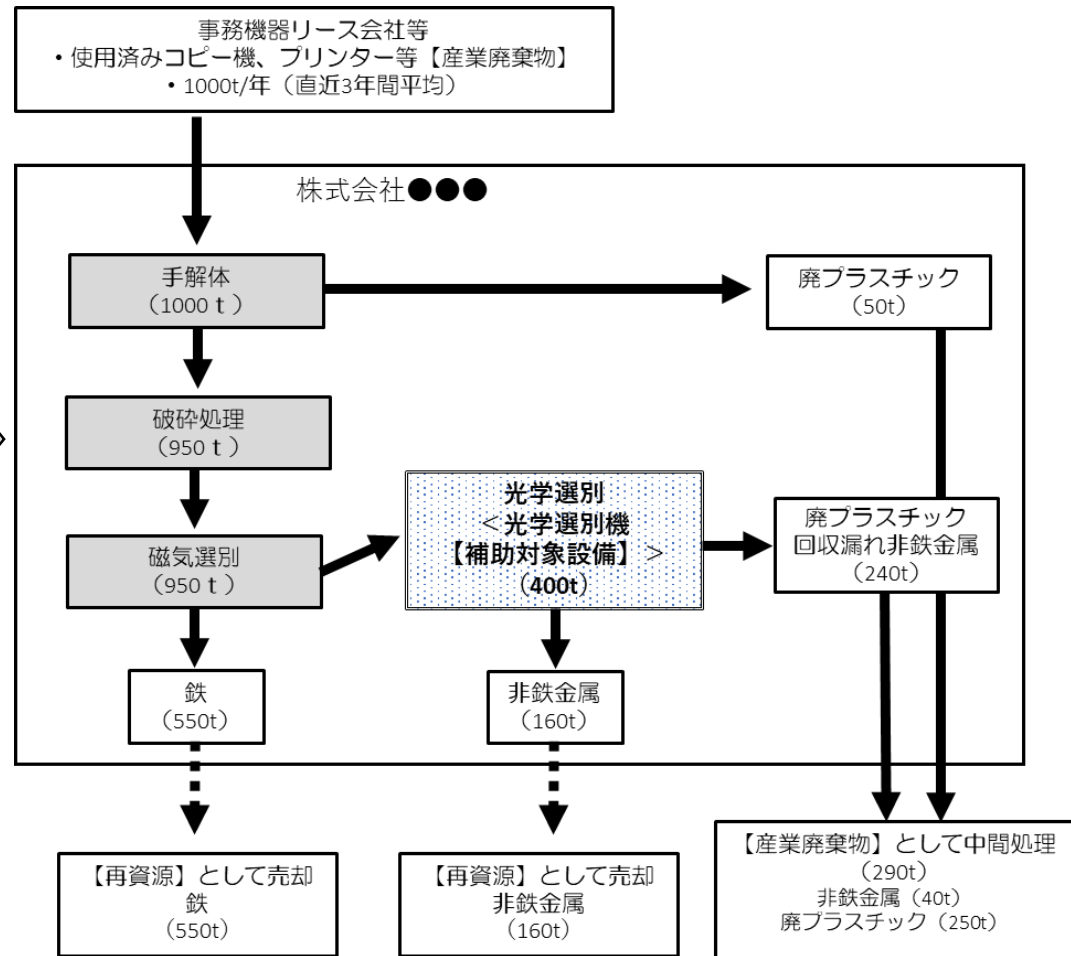 事務機器リース会社等
・使用済みコピー機、プリンター等【産業廃棄物】
・1000t/年（直近3年間平均）
株式会社●●●
手解体
（1000ｔ）
廃プラスチック
（50t）
破砕処理
（950ｔ）
磁気選別
（950ｔ）
光学選別
＜光学選別機
【補助対象設備】＞
（400t）
廃プラスチック
回収漏れ非鉄金属
（240t）
鉄
（550t）
非鉄金属
（160t）
【再資源】として売却
鉄
（550t）
【再資源】として売却
非鉄金属
（160t）
【産業廃棄物】として中間処理
（290t）
非鉄金属（40t）
廃プラスチック（250t）